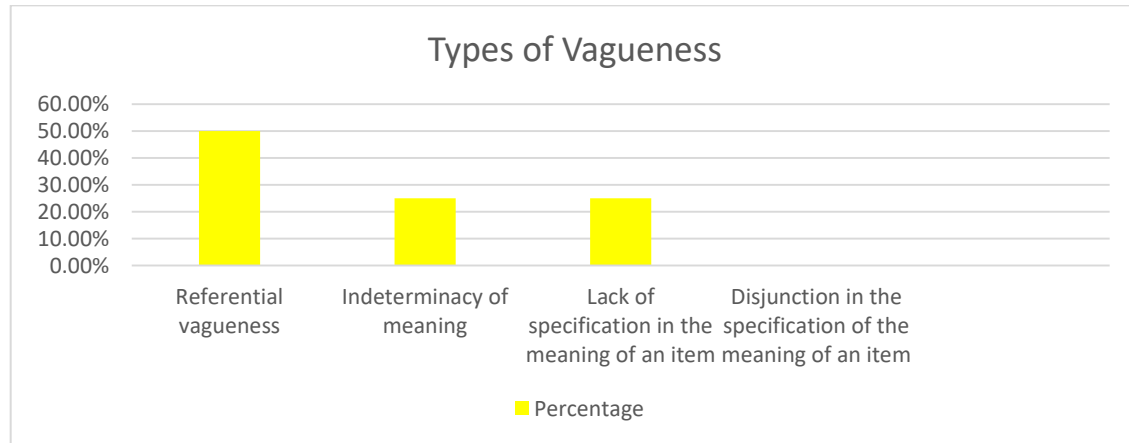 Types of Vagueness
60.00%
50.00%
40.00%
30.00%
20.00%
10.00%
0.00%
Referential
vagueness
Indeterminacy of
meaning
Lack of
specification in the
meaning of an item
Disjunction in the
specification of the
meaning of an item
Percentage